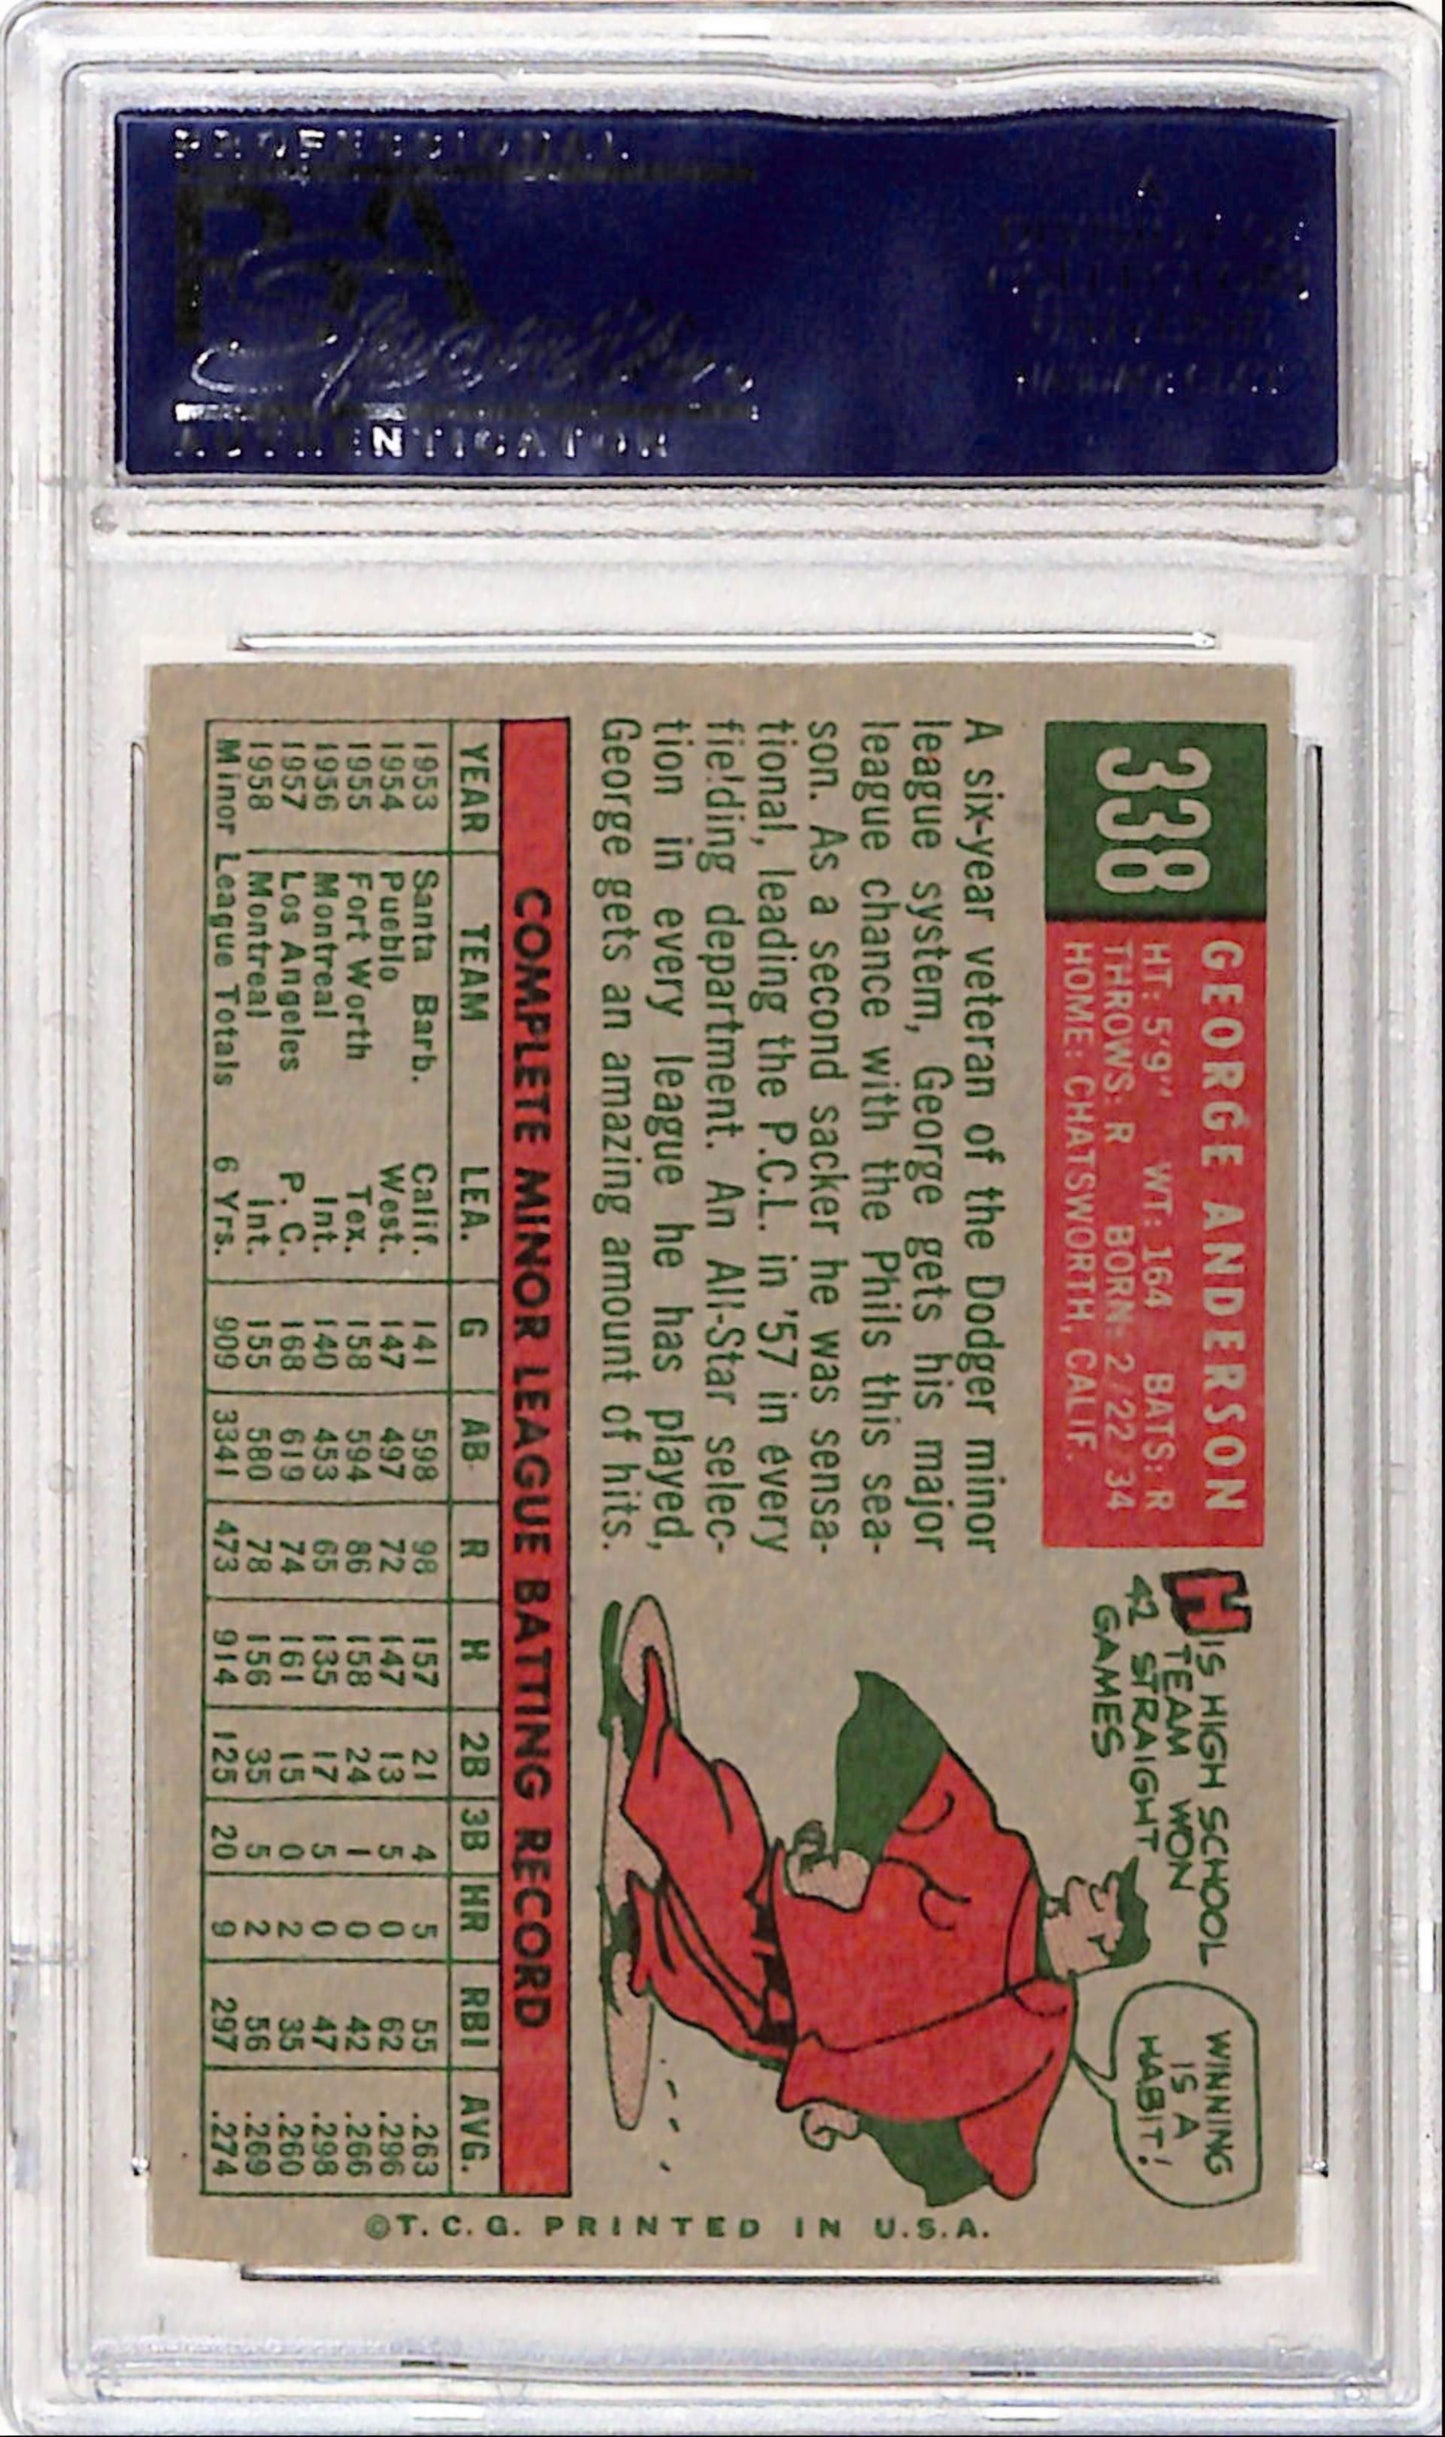 PROFESSIONAL
PSA
AUTHENTICATOR
A
DIVISION OF
COLLECTORS
UNIVERSE
338
GEORGE ANDERSON
HT: 5'9" WT: 164 BATS: R
THROWS: R BORN: 2/22/34
HOME: CHATSWORTH, CALIF.
A six-year veteran of the Dodger minor
league system, George gets his major
league chance with the Phils this sea-
son. As a second sacker he was sensa-
tional, leading the P.C.L. in '57 in every
fielding department. An All-Star selec-
tion in every league he has played,
George gets an amazing amount of hits.
HIS HIGH SCHOOL
TEAM WON
42 STRAIGHT
GAMES
WINNING
IS A
HABIT!
COMPLETE MINOR LEAGUE BATTING RECORD
YEAR TEAM LEA. G AB R H 2B 3B HR RBI AVG.
1953 Santa Barb. Calif. 141 598 98 157 21 4 5 55 .263
1954 Pueblo West. 147 497 72 147 13 5 0 62 .296
1955 Fort Worth Tex. 158 594 86 158 24 1 0 42 .266
1956 Montreal Int. 140 453 65 135 17 5 0 47 .298
1957 Los Angeles P. C. 168 619 74 161 15 0 2 35 .260
1958 Montreal Int. 155 580 78 156 35 5 2 56 .269
Minor League Totals 6 Yrs. 909 3341 473 914 125 20 9 297 .274
©T. C. G. PRINTED IN U.S.A.